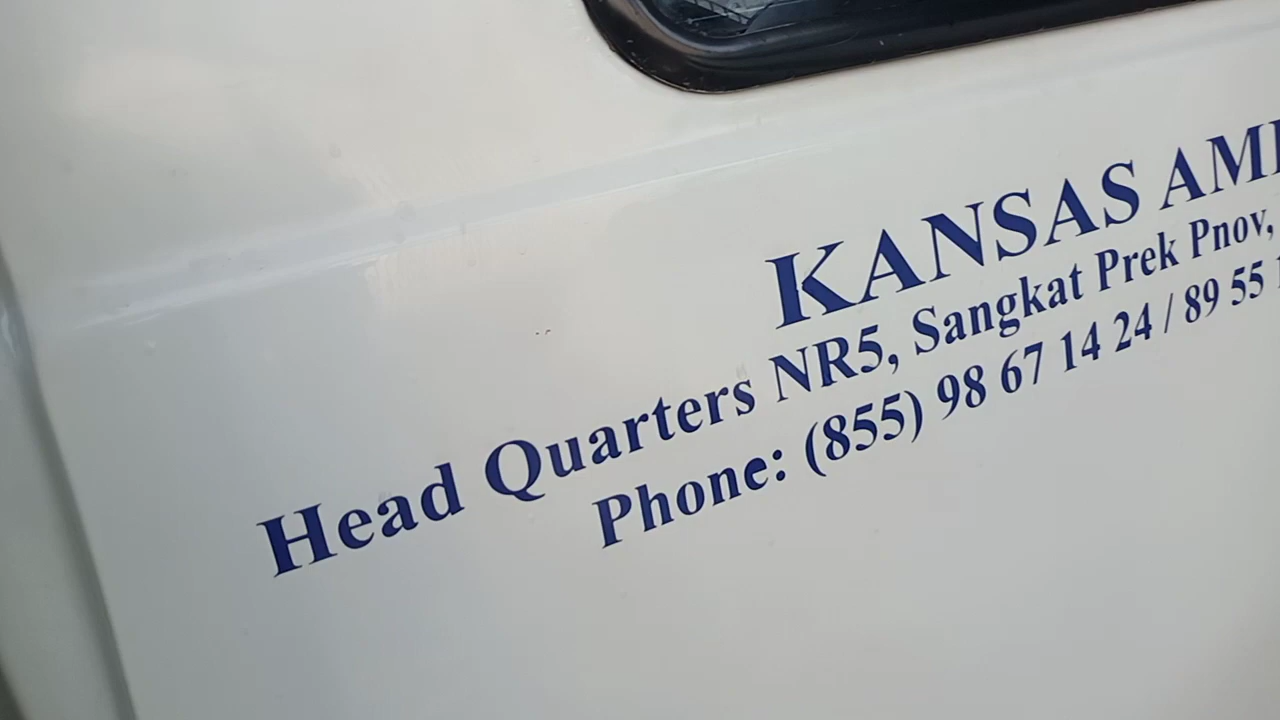 KANSAS AM
Head Quarters NR5, Sangkat Prek Pnov,
Phone: (855) 98 67 14 24 / 89 55